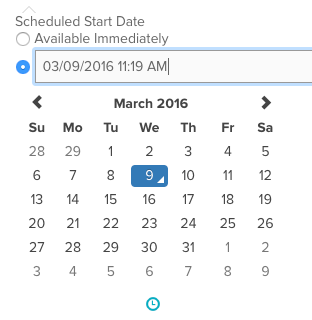 Scheduled Start Date
Available Immediately
03/09/2016 11:19 AM
March 2016
Su Mo Tu We Th Fr Sa
28 29 1 2 3 4 5
6 7 8 9 10 11 12
13 14 15 16 17 18 19
20 21 22 23 24 25 26
27 28 29 30 31 1 2
3 4 5 6 7 8 9